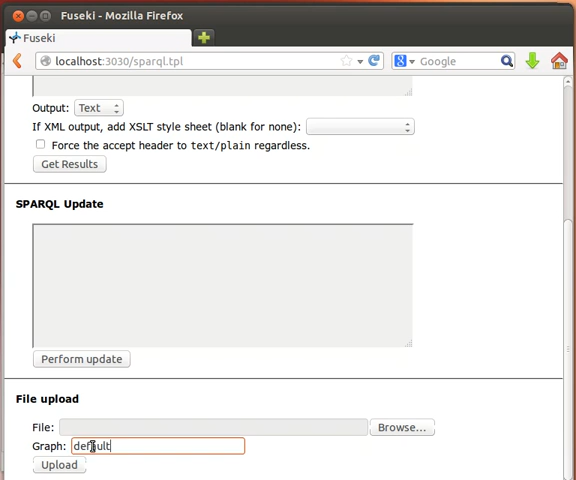 Fuseki - Mozilla Firefox
Fuseki
localhost:3030/sparql.tpl
Google
Output: Text
If XML output, add XSLT style sheet (blank for none):
Force the accept header to text/plain regardless.
Get Results
SPARQL Update
Perform update
File upload
File: Browse...
Graph: default
Upload